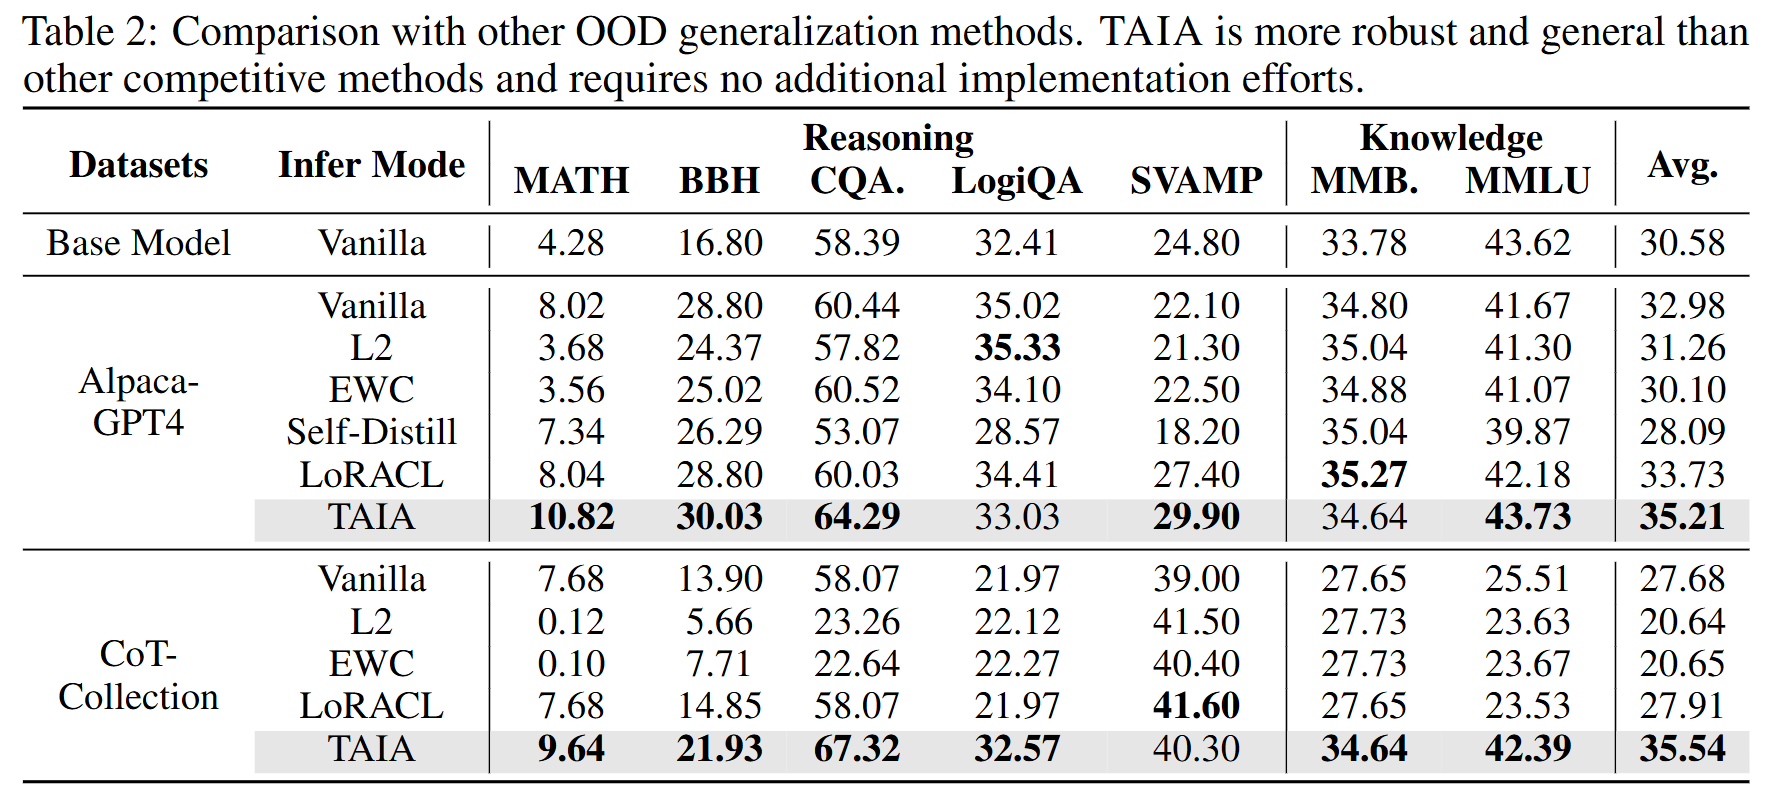 Table 2: Comparison with other OOD generalization methods. TAIA is more robust and general than
other competitive methods and requires no additional implementation efforts.
Datasets Infer Mode Reasoning Knowledge Avg.
MATH BBH CQA. LogiQA SVAMP MMB. MMLU
Base Model Vanilla 4.28 16.80 58.39 32.41 24.80 33.78 43.62 30.58
Alpaca-
GPT4
Vanilla 8.02 28.80 60.44 35.02 22.10 34.80 41.67 32.98
L2 3.68 24.37 57.82 35.33 21.30 35.04 41.30 31.26
EWC 3.56 25.02 60.52 34.10 22.50 34.88 41.07 30.10
Self-Distill 7.34 26.29 53.07 28.57 18.20 35.04 39.87 28.09
LoRACL 8.04 28.80 60.03 34.41 27.40 35.27 42.18 33.73
TAIA 10.82 30.03 64.29 33.03 29.90 34.64 43.73 35.21
CoT-
Collection
Vanilla 7.68 13.90 58.07 21.97 39.00 27.65 25.51 27.68
L2 0.12 5.66 23.26 22.12 41.50 27.73 23.63 20.64
EWC 0.10 7.71 22.64 22.27 40.40 27.73 23.67 20.65
LoRACL 7.68 14.85 58.07 21.97 41.60 27.65 23.53 27.91
TAIA 9.64 21.93 67.32 32.57 40.30 34.64 42.39 35.54